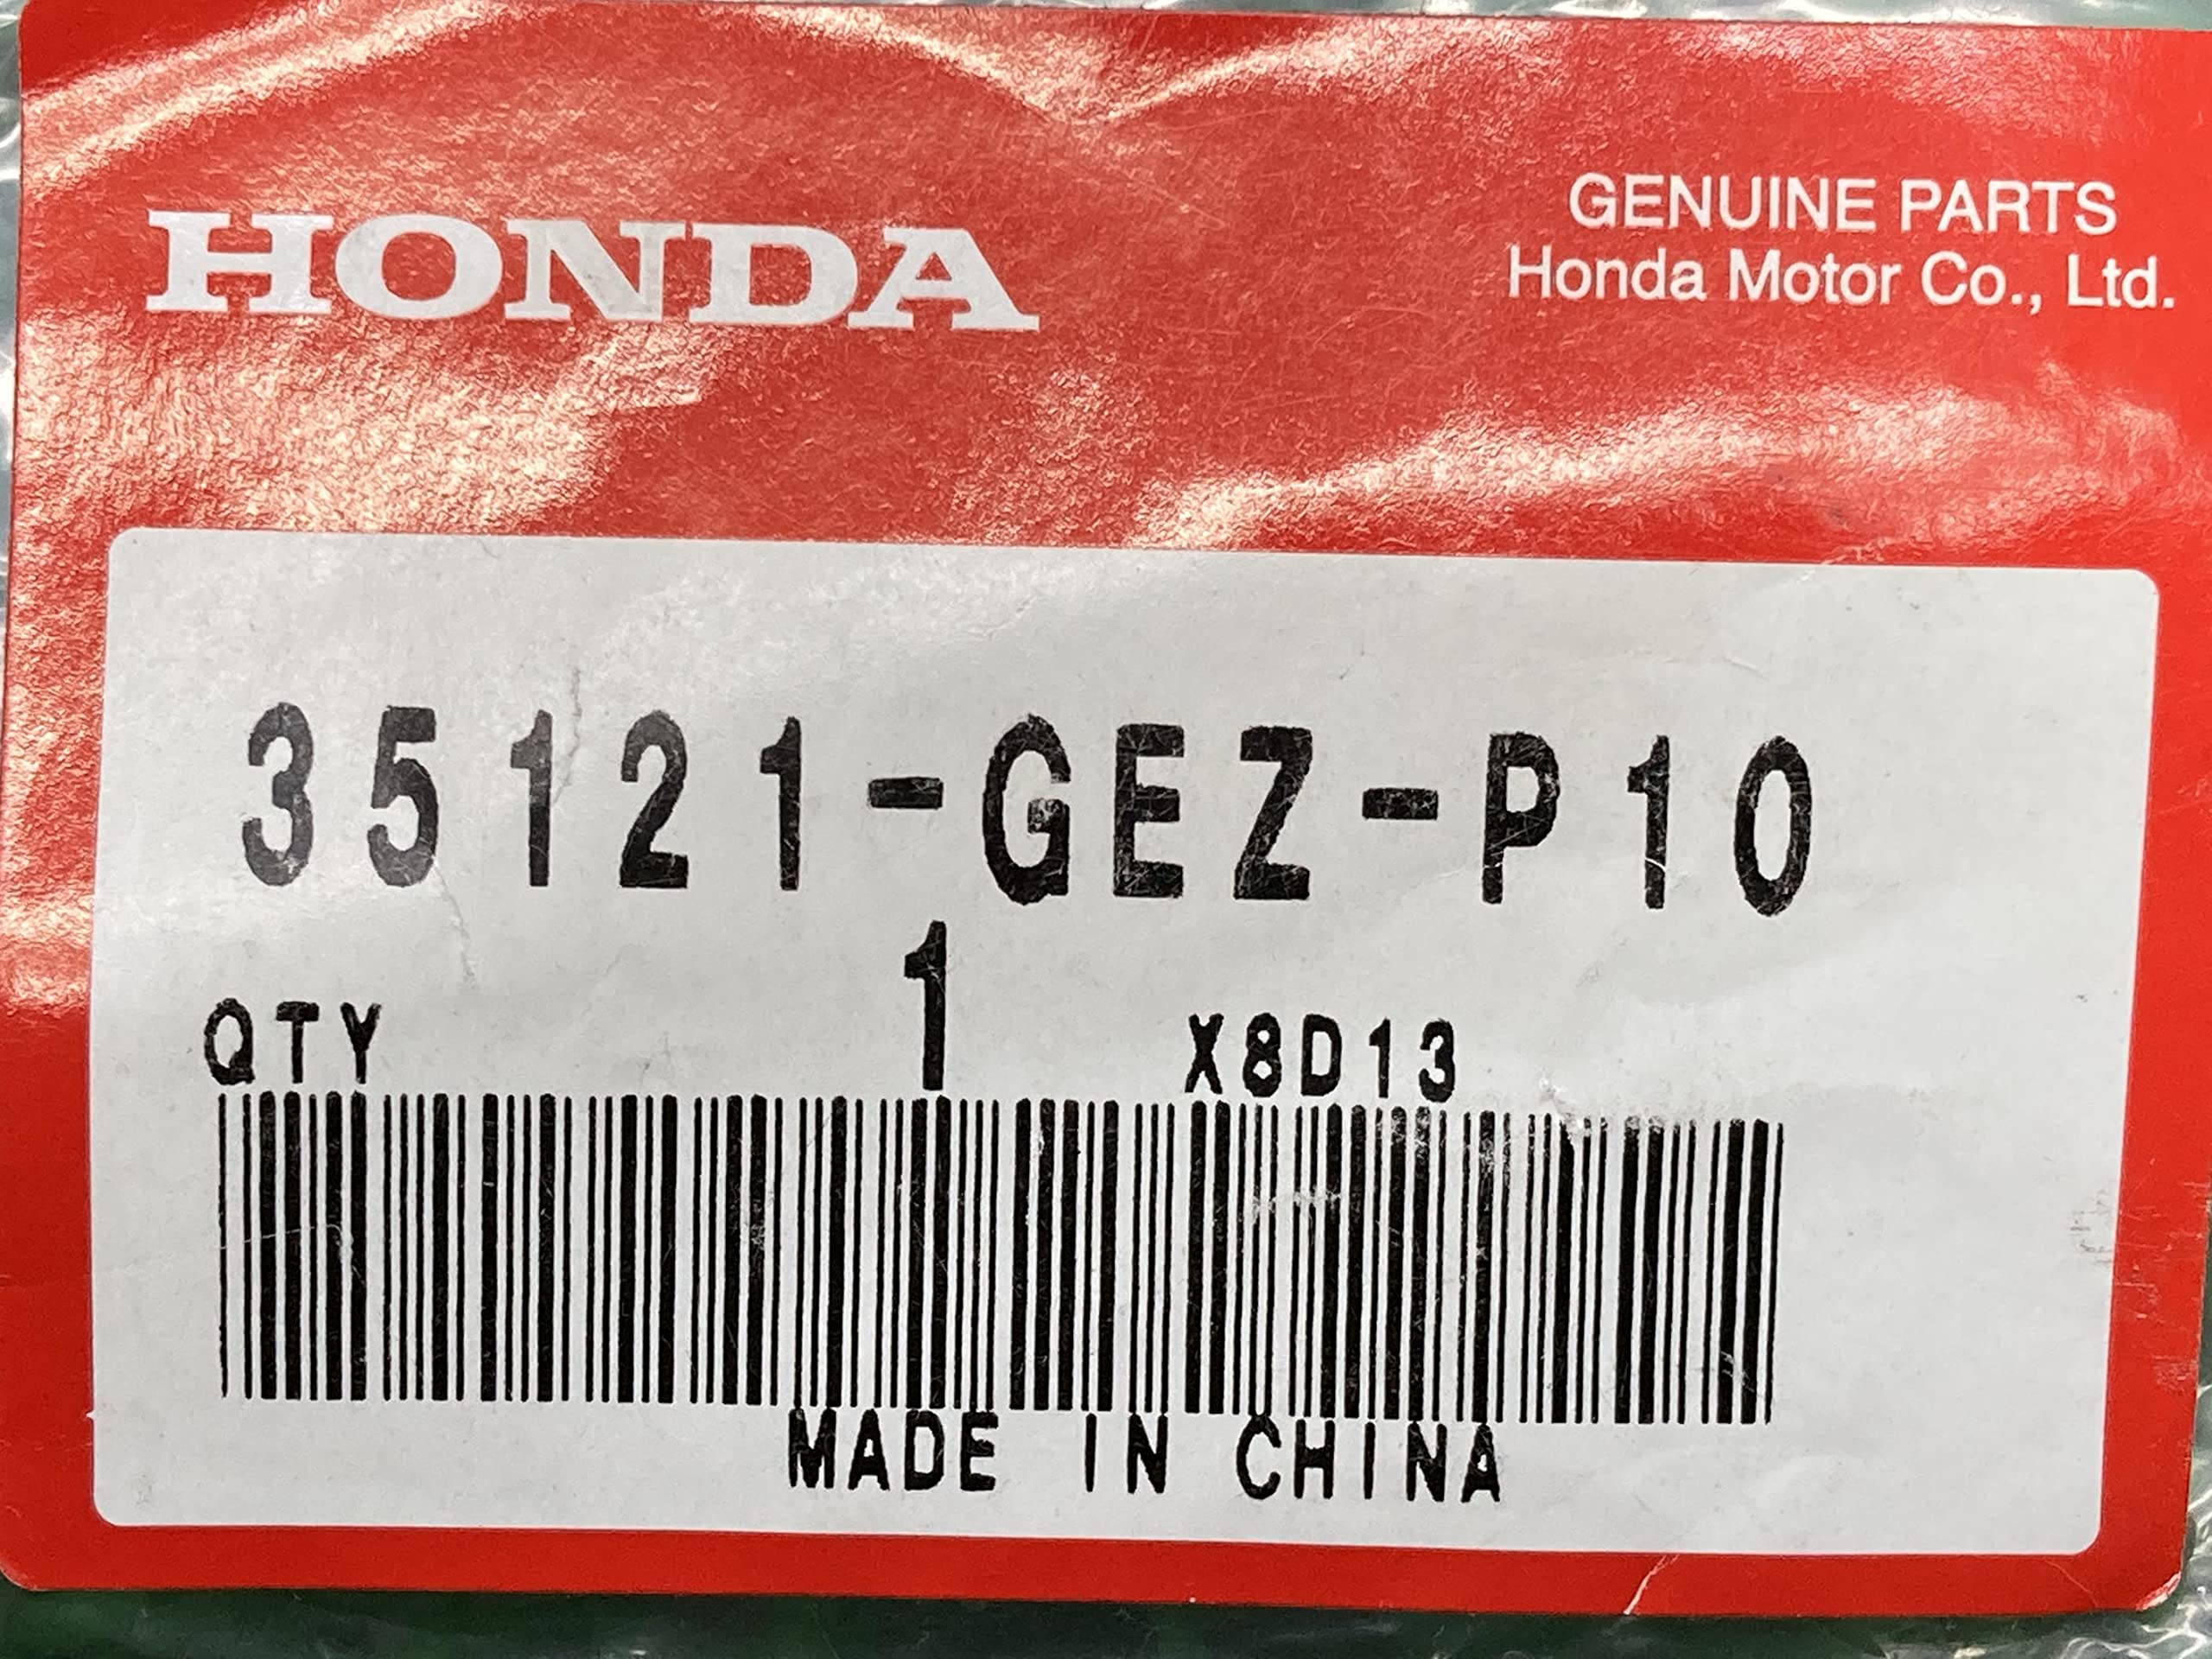 HONDA
GENUINE PARTS
Honda Motor Co., Ltd.
35121-GEZ-P10
QTY 1 X8D13
MADE IN CHINA